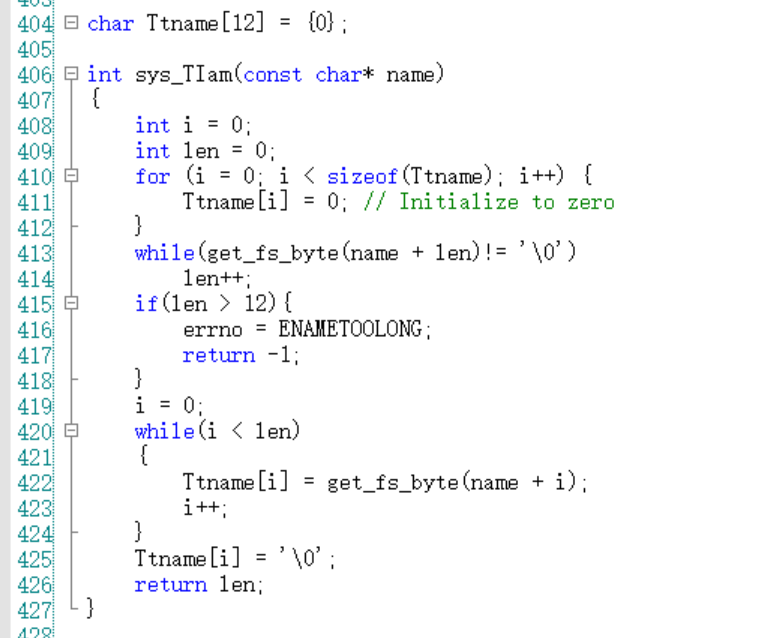 403
404 char Ttname[12] = {0};
405
406 int sys_TIam(const char* name)
407 {
408     int i = 0;
409     int len = 0;
410     for (i = 0; i < sizeof(Ttname); i++) {
411         Ttname[i] = 0; // Initialize to zero
412     }
413     while(get_fs_byte(name + len)!= '\0')
414         len++;
415     if(len > 12){
416         errno = ENAMETOOLONG;
417         return -1;
418     }
419     i = 0;
420     while(i < len)
421     {
422         Ttname[i] = get_fs_byte(name + i);
423         i++;
424     }
425     Ttname[i] = '\0';
426     return len;
427 }
428